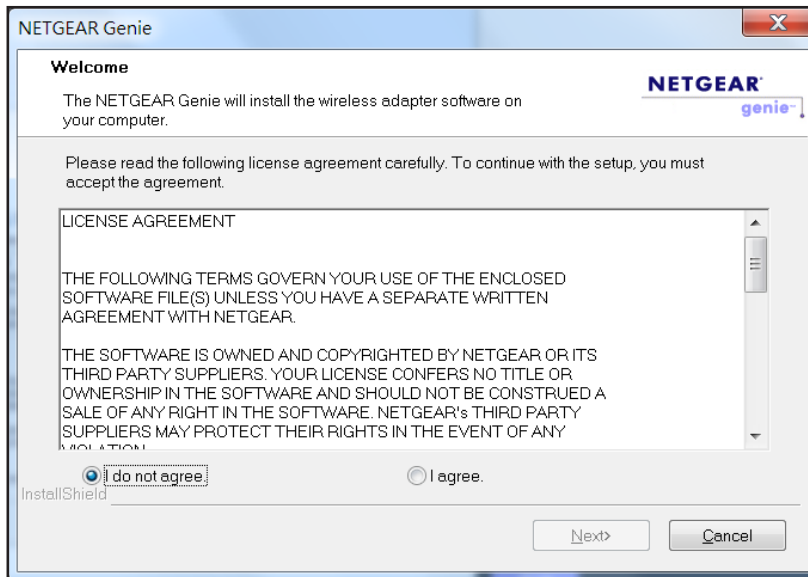 NETGEAR Genie
Welcome
The NETGEAR Genie will install the wireless adapter software on
your computer.
NETGEAR®
genie™
Please read the following license agreement carefully. To continue with the setup, you must
accept the agreement.
LICENSE AGREEMENT
THE FOLLOWING TERMS GOVERN YOUR USE OF THE ENCLOSED
SOFTWARE FILE(S) UNLESS YOU HAVE A SEPARATE WRITTEN
AGREEMENT WITH NETGEAR.
THE SOFTWARE IS OWNED AND COPYRIGHTED BY NETGEAR OR ITS
THIRD PARTY SUPPLIERS. YOUR LICENSE CONFERS NO TITLE OR
OWNERSHIP IN THE SOFTWARE AND SHOULD NOT BE CONSTRUED A
SALE OF ANY RIGHT IN THE SOFTWARE. NETGEAR's THIRD PARTY
SUPPLIERS MAY PROTECT THEIR RIGHTS IN THE EVENT OF ANY
VIOLATION.
I do not agree. I agree.
InstallShield
Next> Cancel